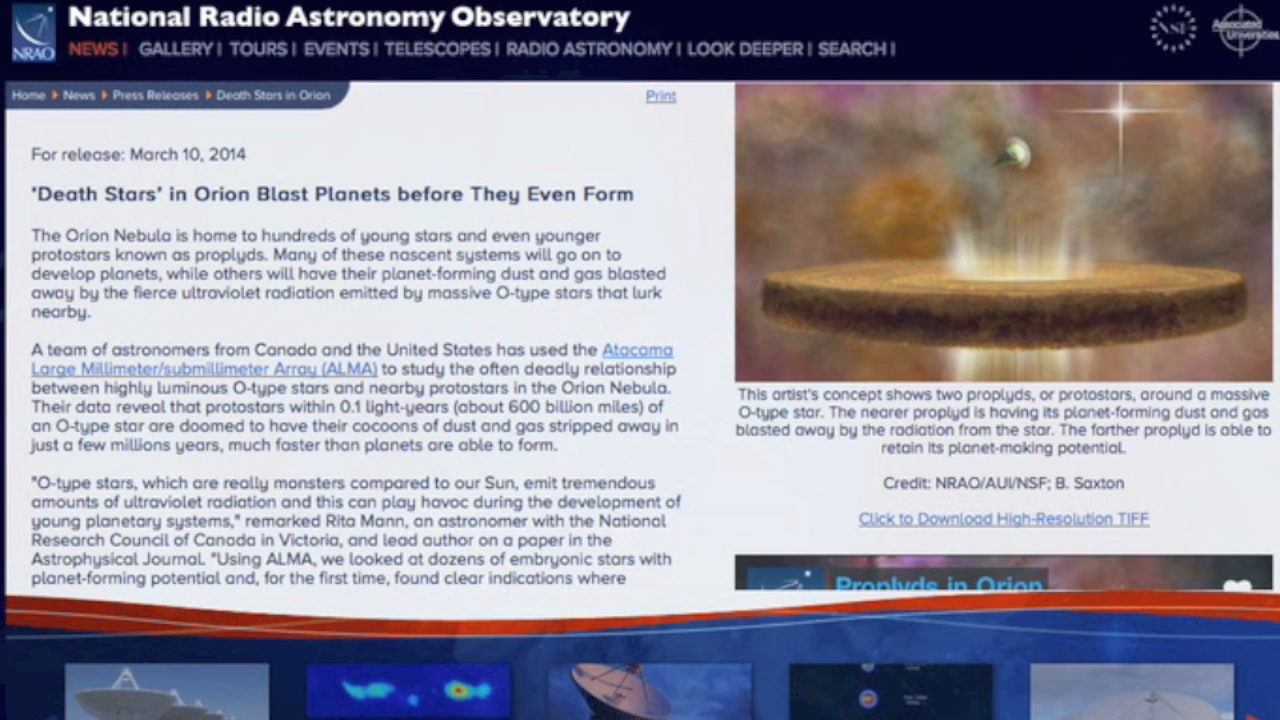 National Radio Astronomy Observatory
NRAO
NEWS | GALLERY | TOURS | EVENTS | TELESCOPES | RADIO ASTRONOMY | LOOK DEEPER | SEARCH |
NSF
Associated
Universities
Home News Press Releases Death Stars in Orion
Print
For release: March 10, 2014
'Death Stars' in Orion Blast Planets before They Even Form
The Orion Nebula is home to hundreds of young stars and even younger
protostars known as proplyds. Many of these nascent systems will go on to
develop planets, while others will have their planet-forming dust and gas blasted
away by the fierce ultraviolet radiation emitted by massive O-type stars that lurk
nearby.
A team of astronomers from Canada and the United States has used the Atacama
Large Millimeter/submillimeter Array (ALMA) to study the often deadly relationship
between highly luminous O-type stars and nearby protostars in the Orion Nebula.
Their data reveal that protostars within 0.1 light-years (about 600 billion miles) of
an O-type star are doomed to have their cocoons of dust and gas stripped away in
just a few millions years, much faster than planets are able to form.
"O-type stars, which are really monsters compared to our Sun, emit tremendous
amounts of ultraviolet radiation and this can play havoc during the development of
young planetary systems," remarked Rita Mann, an astronomer with the National
Research Council of Canada in Victoria, and lead author on a paper in the
Astrophysical Journal. "Using ALMA, we looked at dozens of embryonic stars with
planet-forming potential and, for the first time, found clear indications where
This artist's concept shows two proplyds, or protostars, around a massive
O-type star. The nearer proplyd is having its planet-forming dust and gas
blasted away by the radiation from the star. The farther proplyd is able to
retain its planet-making potential.
Credit: NRAO/AUI/NSF; B. Saxton
Click to Download High-Resolution TIFF
Proplyds in Orion